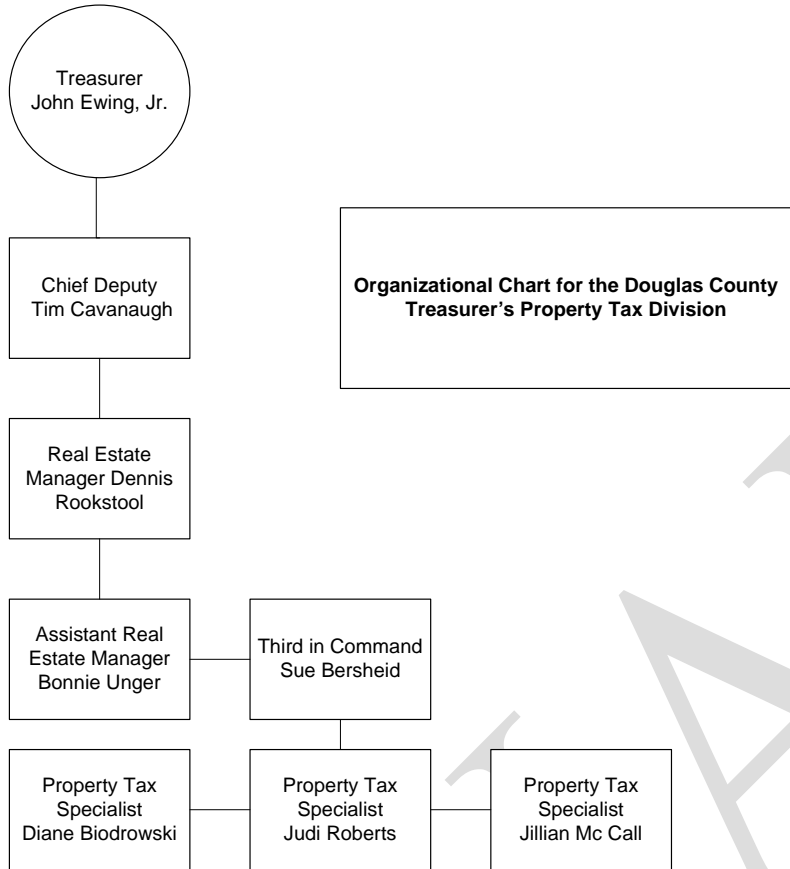 Treasurer
John Ewing, Jr.
Chief Deputy
Tim Cavanaugh
Organizational Chart for the Douglas County
Treasurer's Property Tax Division
Real Estate
Manager Dennis
Rookstool
Assistant Real
Estate Manager
Bonnie Unger
Third in Command
Sue Bersheid
Property Tax
Specialist
Diane Biodrowski
Property Tax
Specialist
Judi Roberts
Property Tax
Specialist
Jillian Mc Call